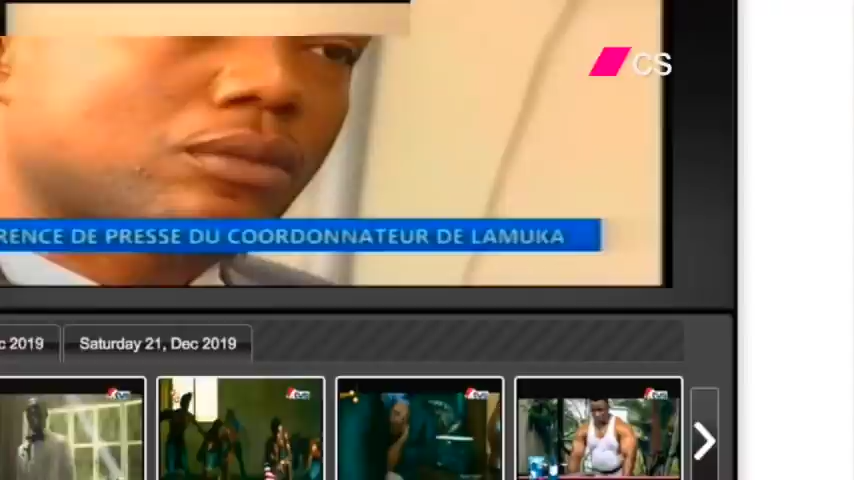 CS
RENCE DE PRESSE DU COORDONNATEUR DE LAMUKA
c 2019
Saturday 21, Dec 2019